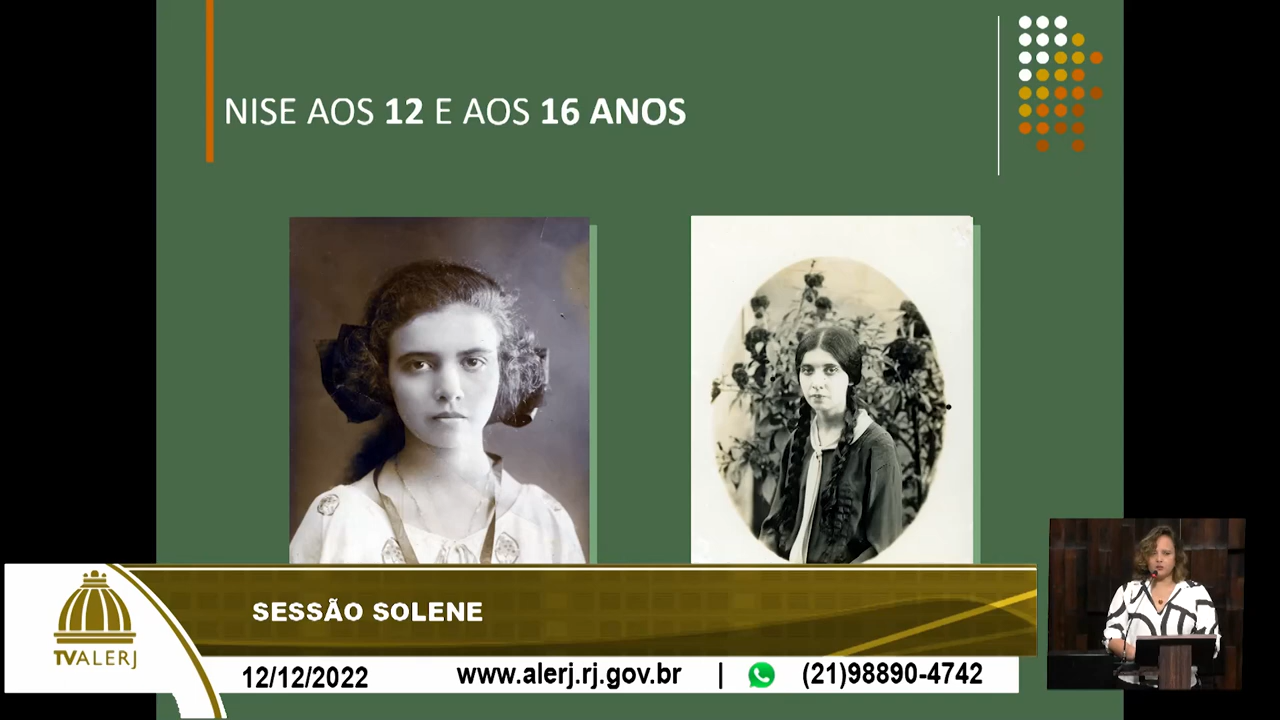 NISE AOS 12 E AOS 16 ANOS
SESSÃO SOLENE
TVALERJ
12/12/2022 www.alerj.rj.gov.br | (21)98890-4742